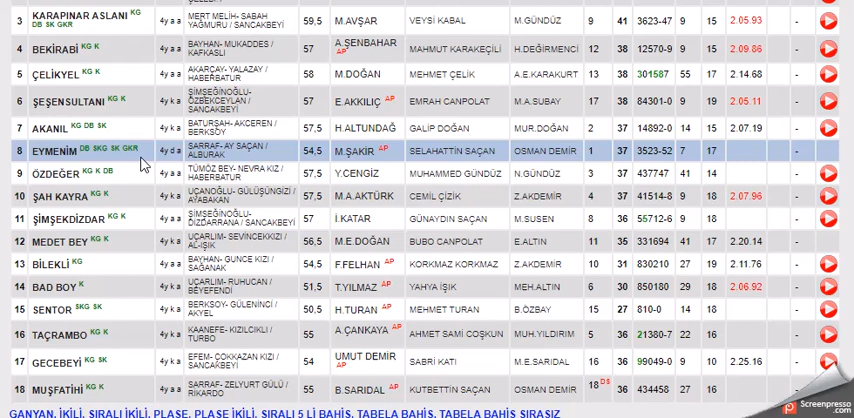 3 KARAPINAR ASLANI KG DB SK GKR 4y a a MERT MELİH- SABAH YAĞMURU / SANCAKBEYİ 59,5 M.AVŞAR VEYSİ KABAL M.GÜNDÜZ 9 41 3623-47 9 15 2.05.93 -
4 BEKİRABİ KG K 4y k a BAYHAN- MUKADDES / KAFKASLI 57 A.ŞENBAHAR AP MAHMUT KARAKEÇİLİ H.DEĞİRMENCİ 12 38 12570-9 9 15 2.09.86 -
5 ÇELİKYEL KG K 4y k a AKARÇAY- YALAZAY / HABERBATUR 58 M.DOĞAN MEHMET ÇELİK A.E.KARAKURT 13 38 301587 55 17 2.14.68 -
6 ŞEŞENSULTANI KG K 4y k a ŞİMŞEĞİNOĞLU- ÖZBEKCEYLAN / SANCAKBEYİ 57 E.AKKILIÇ AP EMRAH CANPOLAT M.A.SUBAY 17 38 84301-0 9 19 2.05.11 -
7 AKANIL KG DB SK 4y k a BATURŞAH- AKCEREN / BERKSOY 57,5 H.ALTUNDAĞ GALİP DOĞAN MUR.DOĞAN 2 37 14892-0 14 15 2.07.19 -
8 EYMENİM DB SKG SK GKR 4y d a SARRAF- AY SAÇAN / ALBURAK 54,5 M.ŞAKİR AP SELAHATTİN SAÇAN OSMAN DEMİR 1 37 3523-52 7 17 -
9 ÖZDEĞER KG K DB 4y a a TÜMÖZ BEY- NEVRA KIZ / HABERBATUR 57,5 Y.CENGİZ MUHAMMED GÜNDÜZ N.GÜNDÜZ 3 37 437747 41 14 -
10 ŞAH KAYRA KG K 4y k a UÇANOĞLU- GÜLÜŞÜNGİZİ / AYABAKAN 57,5 M.A.AKTÜRK CEMİL ÇİZİK Z.AKDEMİR 4 37 41514-8 9 18 2.07.96 -
11 ŞİMŞEKDİZDAR KG K 4y a a ŞİMŞEĞİNOĞLU- DİZDARRANA / SANCAKBEYİ 57 İ.KATAR GÜNAYDIN SAÇAN M.SUSEN 8 36 55712-6 9 18 -
12 MEDET BEY KG K 4y k a UÇARLIM- SEVİNCEKKIZI / AL-IŞIK 56,5 M.E.DOĞAN BUBO CANPOLAT E.ALTIN 11 35 331694 41 17 2.20.14 -
13 BİLEKLİ KG 4y a a BAYHAN- GUNCE KIZI / SAĞANAK 54,5 F.FELHAN AP KORKMAZ KORKMAZ Z.AKDEMİR 10 31 830210 27 19 2.11.76 -
14 BAD BOY K 4y k a UÇARLIM- RUHUCAN / BEYEFENDİ 51,5 T.YILMAZ AP YAHYA IŞIK MEH.ALTIN 6 30 850180 29 18 2.06.92 -
15 SENTOR SKG SK 4y k a BERKSOY- GÜLENİNCİ / AKYEL 50,5 H.TURAN AP MEHMET TURAN B.ÖZBAY 15 27 810-0 14 18 -
16 TAÇRAMBO KG K 4y k a KAANEFE- KIZILCIKLI / TURBO 55 A.ÇANKAYA AP AHMET SAMİ COŞKUN MUH.YILDIRIM 5 36 21380-7 22 16 -
17 GECEBEYİ KG SK 4y k a EFEM- ÇOKKAZAN KIZI / SANCAKBEYİ 54 UMUT DEMİR AP SABRİ KATI M.E.SARIDAL 16 36 99049-0 9 10 2.25.16 -
18 MUŞFATİHİ KG K 4y a a SARRAF- ZELYURT GÜLÜ / RİKARDO 55 B.SARIDAL AP KUTBETTİN SAÇAN OSMAN DEMİR 18 DS 36 434458 27 16 -
GANYAN, İKİLİ, SIRALI İKİLİ, PLASE, PLASE İKİLİ, SIRALI 5 Lİ BAHİS, TABELA BAHİS, TABELA BAHİS SIRASIZ
Screenpresso.com